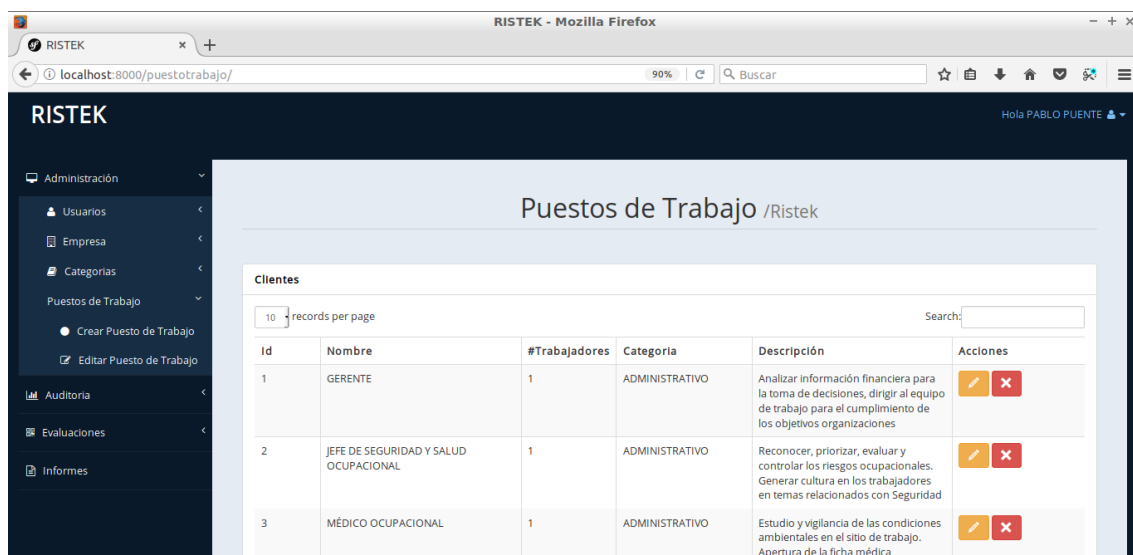 RISTEK - Mozilla Firefox
RISTEK
localhost:8000/puestotrabajo/
90%
Buscar
RISTEK
Hola PABLO PUENTE
Administración
Usuarios
Empresa
Categorias
Puestos de Trabajo
Crear Puesto de Trabajo
Editar Puesto de Trabajo
Auditoria
Evaluaciones
Informes
Puestos de Trabajo /Ristek
Clientes
10 records per page
Search:
Id Nombre #Trabajadores Categoria Descripción Acciones
1 GERENTE 1 ADMINISTRATIVO Analizar información financiera para
la toma de decisiones, dirigir al equipo
de trabajo para el cumplimiento de
los objetivos organizaciones
2 JEFE DE SEGURIDAD Y SALUD 1 ADMINISTRATIVO Reconocer, priorizar, evaluar y
OCUPACIONAL controlar los riesgos ocupacionales.
Generar cultura en los trabajadores
en temas relacionados con Seguridad
3 MÉDICO OCUPACIONAL 1 ADMINISTRATIVO Estudio y vigilancia de las condiciones
ambientales en el sitio de trabajo.
Apertura de la ficha médica